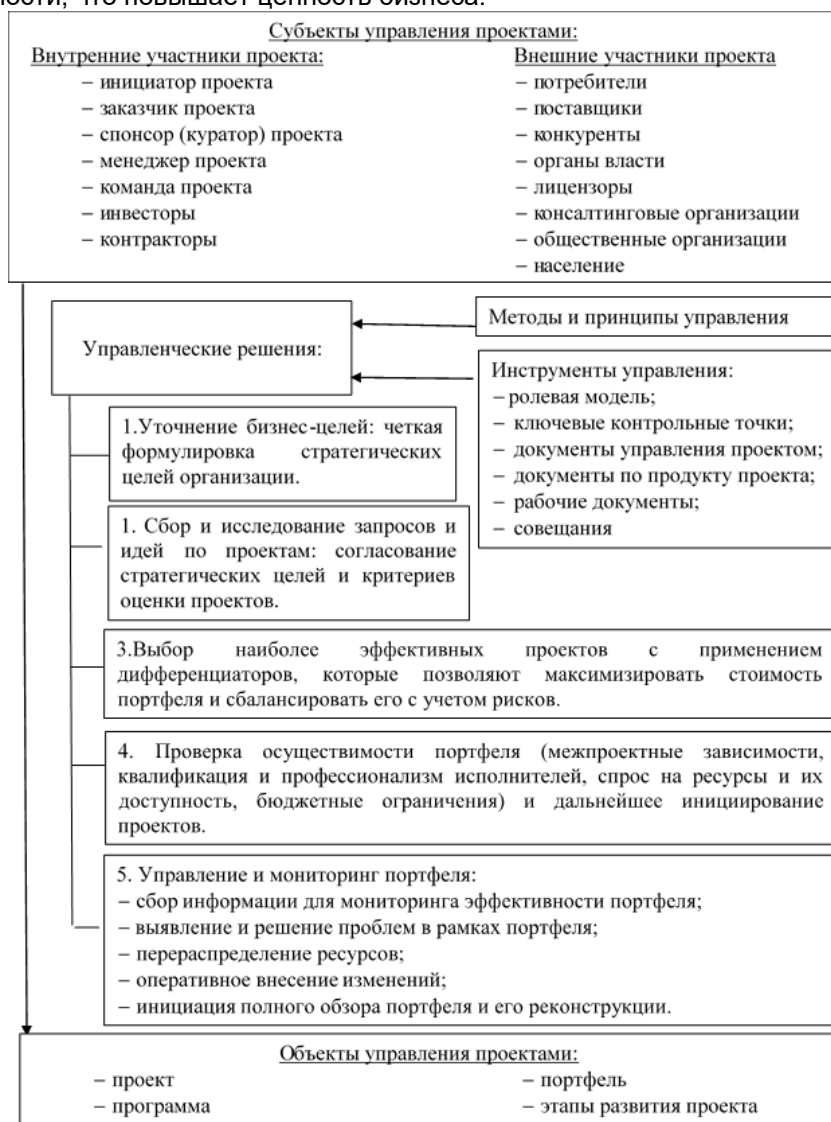 ности, что повышает ценность бизнеса.
Субъекты управления проектами:
Внутренние участники проекта:
– инициатор проекта
– заказчик проекта
– спонсор (куратор) проекта
– менеджер проекта
– команда проекта
– инвесторы
– контракторы
Внешние участники проекта
– потребители
– поставщики
– конкуренты
– органы власти
– лицензоры
– консалтинговые организации
– общественные организации
– население
Управленческие решения:
Методы и принципы управления
Инструменты управления:
– ролевая модель;
– ключевые контрольные точки;
– документы управления проектом;
– документы по продукту проекта;
– рабочие документы;
– совещания
1.Уточнение бизнес-целей: четкая
формулировка стратегических
целей организации.
1. Сбор и исследование запросов и
идей по проектам: согласование
стратегических целей и критериев
оценки проектов.
3.Выбор наиболее эффективных проектов с применением
дифференциаторов, которые позволяют максимизировать стоимость
портфеля и сбалансировать его с учетом рисков.
4. Проверка осуществимости портфеля (межпроектные зависимости,
квалификация и профессионализм исполнителей, спрос на ресурсы и их
доступность, бюджетные ограничения) и дальнейшее инициирование
проектов.
5. Управление и мониторинг портфеля:
– сбор информации для мониторинга эффективности портфеля;
– выявление и решение проблем в рамках портфеля;
– перераспределение ресурсов;
– оперативное внесение изменений;
– инициация полного обзора портфеля и его реконструкции.
Объекты управления проектами:
– проект
– программа
– портфель
– этапы развития проекта